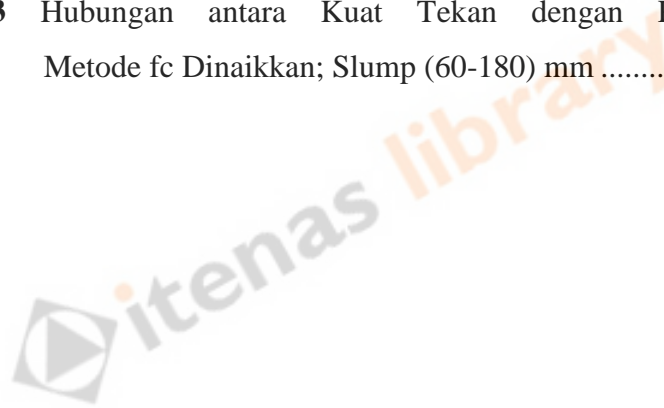 3 Hubungan antara Kuat Tekan dengan
Metode fc Dinaikkan; Slump (60-180) mm ........
itenas library